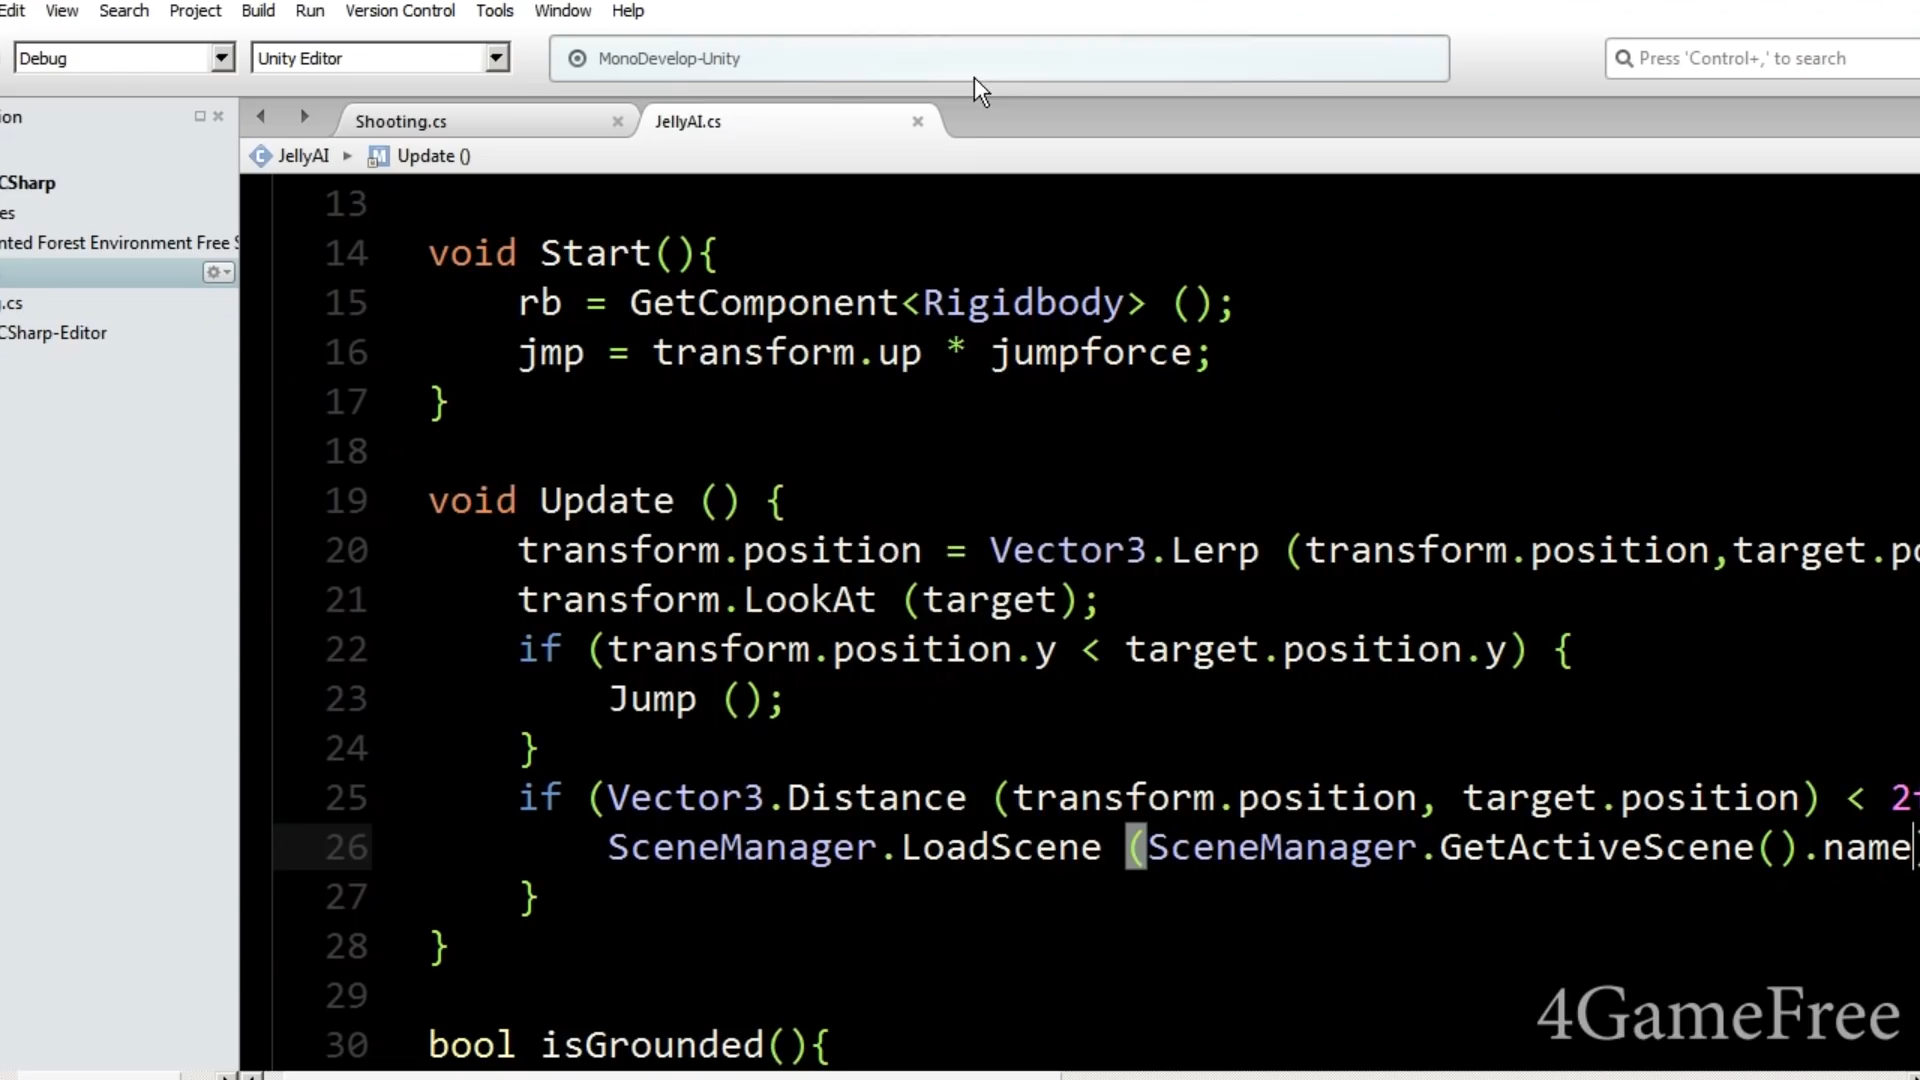 Edit View Search Project Build Run Version Control Tools Window Help
Debug Unity Editor MonoDevelop-Unity Press 'Control+,' to search
Shooting.cs JellyAI.cs
JellyAI Update ()
CSharp
Forest Environment Free
.cs
CSharp-Editor
13
14 void Start(){
15 rb = GetComponent<Rigidbody> ();
16 jmp = transform.up * jumpforce;
17 }
18
19 void Update () {
20 transform.position = Vector3.Lerp (transform.position,target.
21 transform.LookAt (target);
22 if (transform.position.y < target.position.y) {
23 Jump ();
24 }
25 if (Vector3.Distance (transform.position, target.position) < 2
26 SceneManager.LoadScene (SceneManager.GetActiveScene().name
27 }
28 }
29
30 bool isGrounded(){
4GameFree